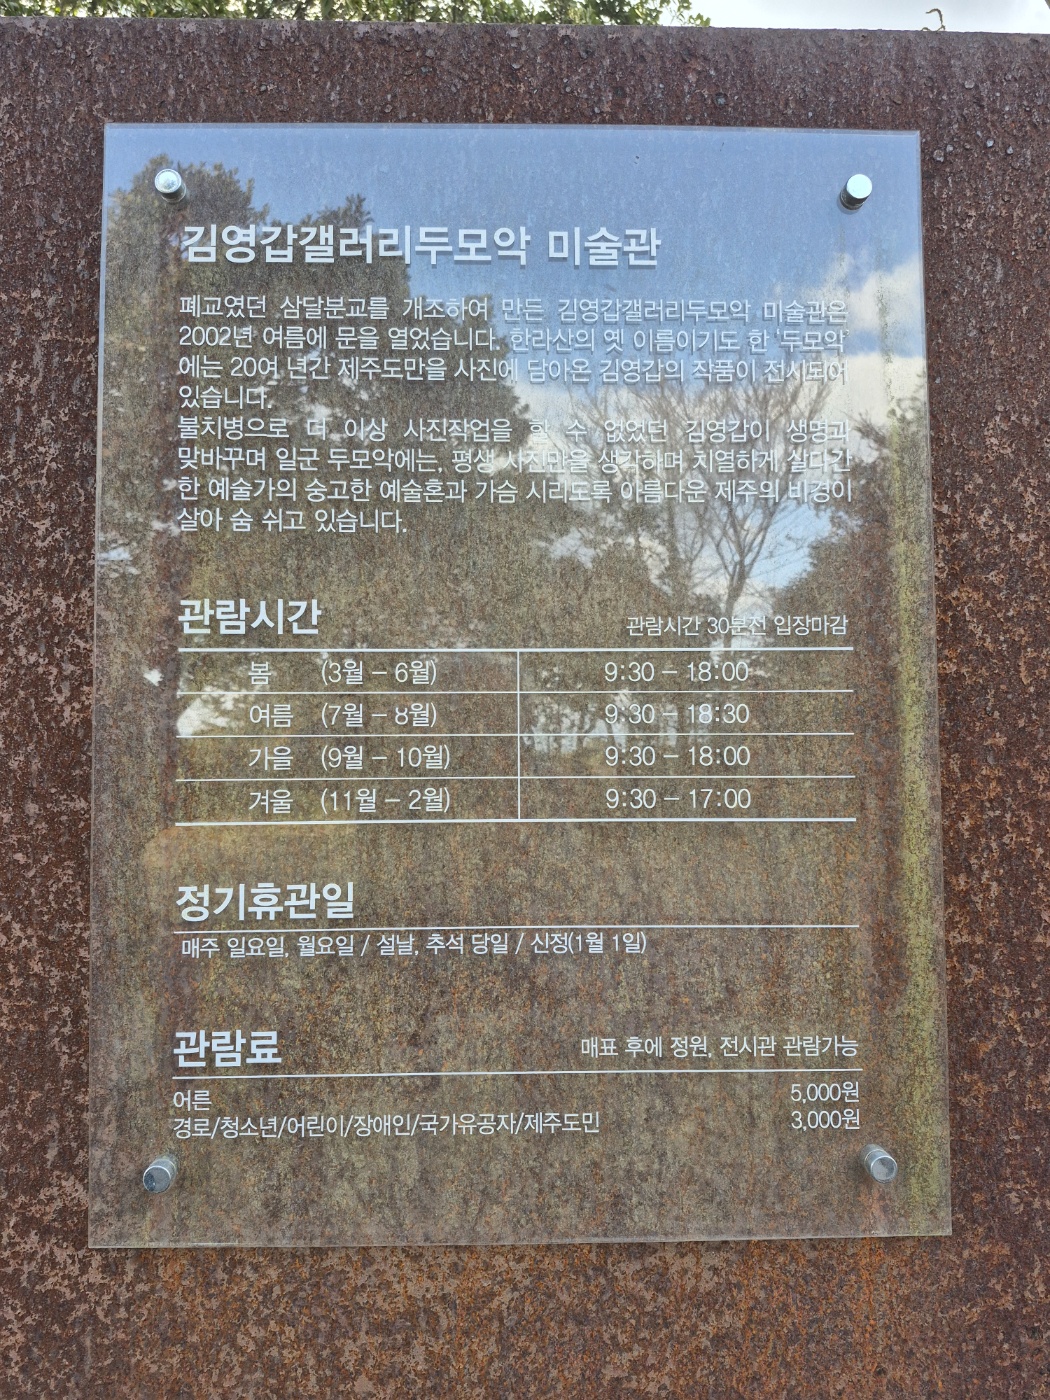 김영갑갤러리두모악 미술관
폐교였던 삼달분교를 개조하여 만든 김영갑갤러리두모악 미술관은
2002년 여름에 문을 열었습니다. 한라산의 옛 이름이기도 한 '두모악'
에는 20여 년간 제주도만을 사진에 담아온 김영갑의 작품이 전시되어
있습니다.
불치병으로 더 이상 사진작업을 할 수 없었던 김영갑이 생명과
맞바꾸며 일군 두모악에는, 평생 사진만을 생각하며 치열하게 살다간
한 예술가의 숭고한 예술혼과 가슴 시리도록 아름다운 제주의 비경이
살아 숨 쉬고 있습니다.
관람시간 관람시간 30분전 입장마감
봄 (3월 – 6월) 9:30 – 18:00
여름 (7월 – 8월) 9:30 – 18:30
가을 (9월 – 10월) 9:30 – 18:00
겨울 (11월 – 2월) 9:30 – 17:00
정기휴관일
매주 일요일, 월요일 / 설날, 추석 당일 / 신정(1월 1일)
관람료 매표 후에 정원, 전시관 관람가능
어른 5,000원
경로/청소년/어린이/장애인/국가유공자/제주도민 3,000원